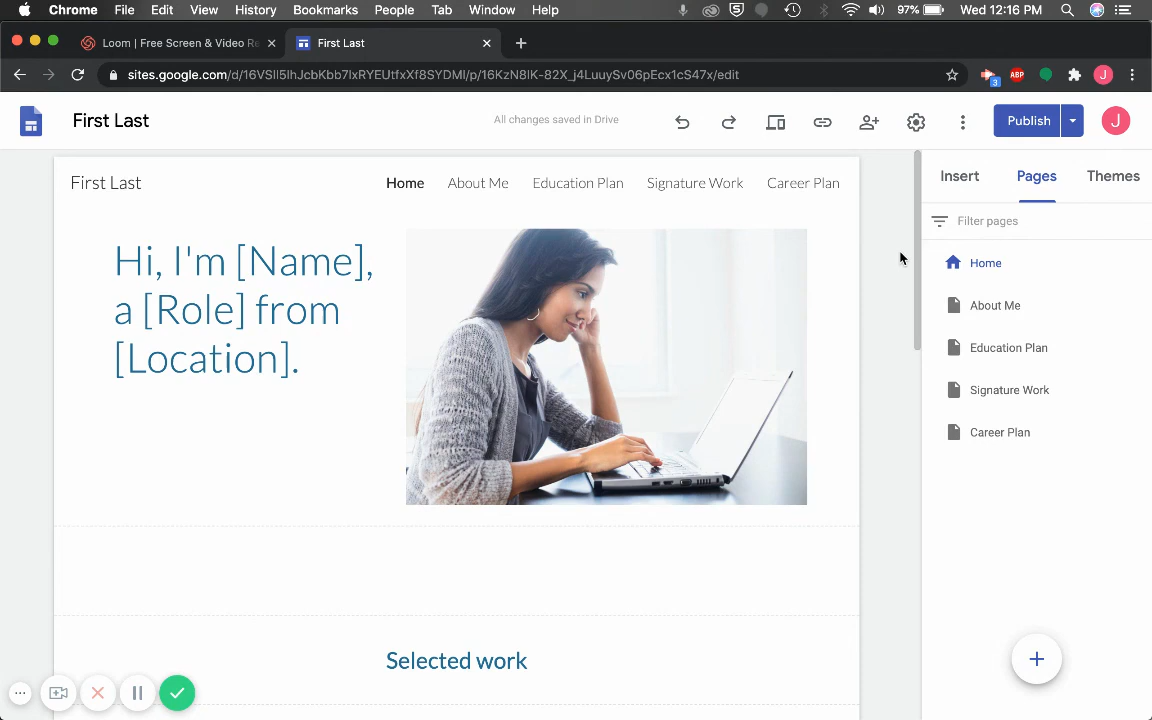 Chrome File Edit View History Bookmarks People Tab Window Help 97% Wed 12:16 PM
Loom | Free Screen & Video Re First Last
sites.google.com/d/16VSlI5lhJcbKbb7lxRYEUtfxXf8SYDMl/p/16KzN8lK-82X_j4LuuySv06pEcx1cS47x/edit
3 ABP J
First Last All changes saved in Drive Publish J
First Last Home About Me Education Plan Signature Work Career Plan
Hi, I'm [Name],
a [Role] from
[Location].
Selected work
Insert Pages Themes
Filter pages
Home
About Me
Education Plan
Signature Work
Career Plan